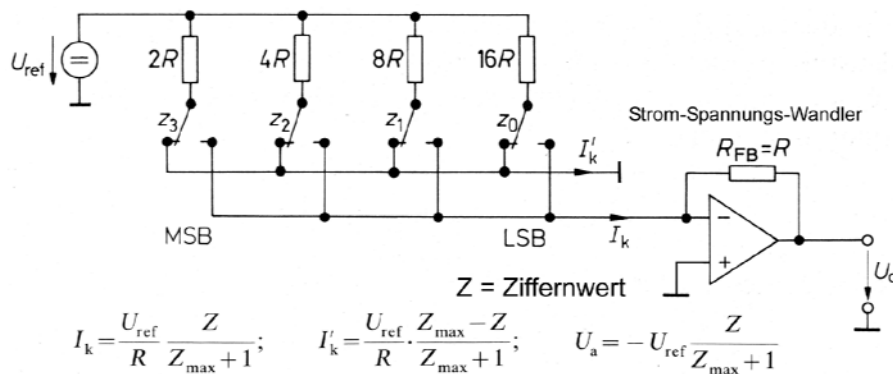 2R 4R 8R 16R
U_ref
z_3 z_2 z_1 z_0
Strom-Spannungs-Wandler
I'_k
R_FB=R
MSB LSB
I_k
−
+
Z = Ziffernwert
I_k = U_ref/R Z/(Z_max + 1); I'_k = U_ref/R · (Z_max − Z)/(Z_max + 1); U_a = − U_ref Z/(Z_max + 1)